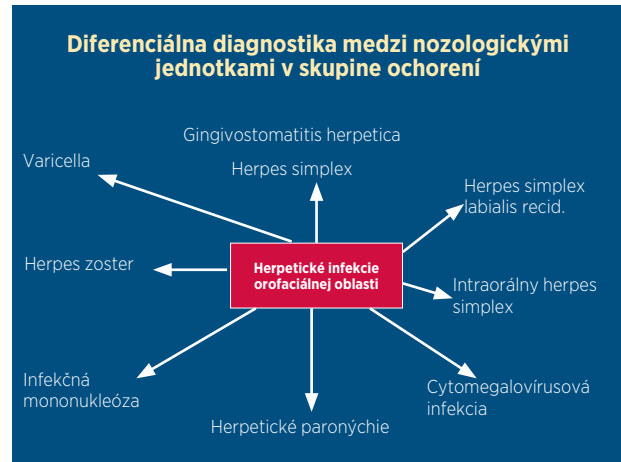 Diferenciálna diagnostika medzi nozologickými
jednotkami v skupine ochorení
Gingivostomatitis herpetica
Herpes simplex
Varicella
Herpes simplex
labialis recid.
Herpes zoster
Herpetické infekcie
orofaciálnej oblasti
Intraorálny herpes
simplex
Infekčná
mononukleóza
Herpetické paronýchie
Cytomegalovírusová
infekcia